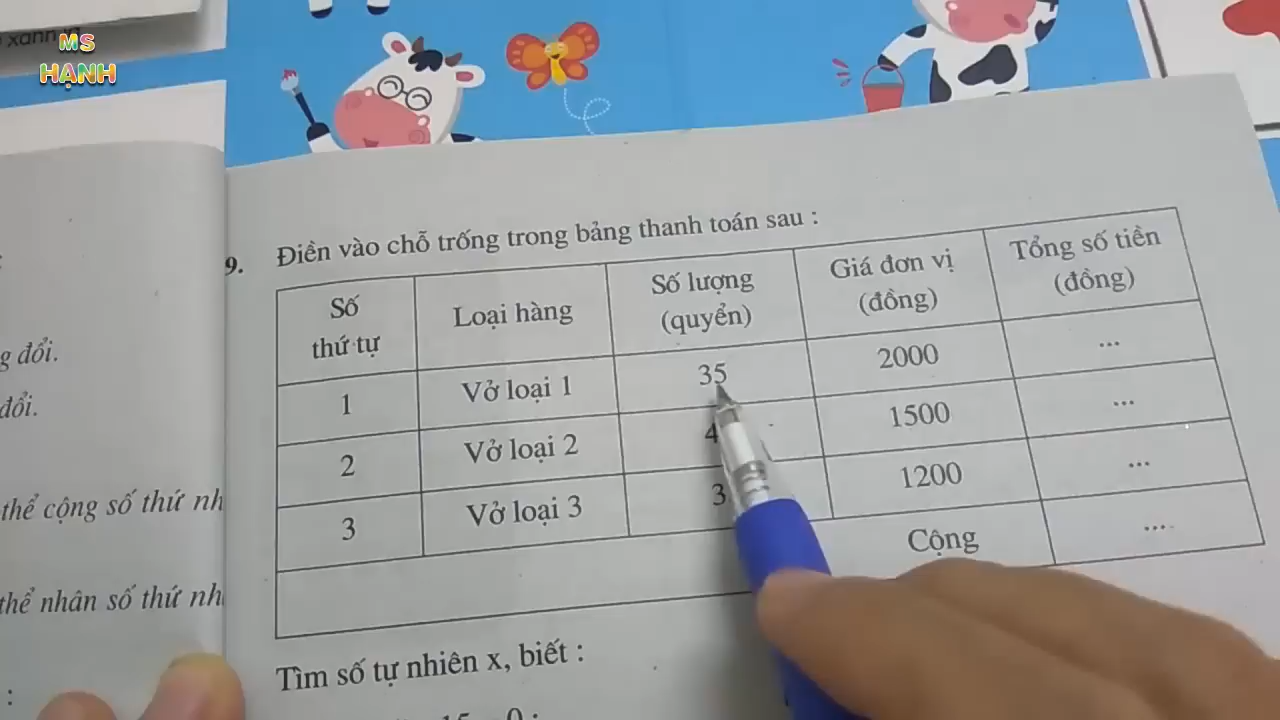 MS
HẠNH
xanh
g đổi.
đổi.
thể cộng số thứ nh
thể nhân số thứ nh
:
9. Điền vào chỗ trống trong bảng thanh toán sau :
Số thứ tự | Loại hàng | Số lượng (quyển) | Giá đơn vị (đồng) | Tổng số tiền (đồng)
1 | Vở loại 1 | 35 | 2000 | ...
2 | Vở loại 2 | 4 | 1500 | ...
3 | Vở loại 3 | 3 | 1200 | ...
Cộng | ....
Tìm số tự nhiên x, biết :